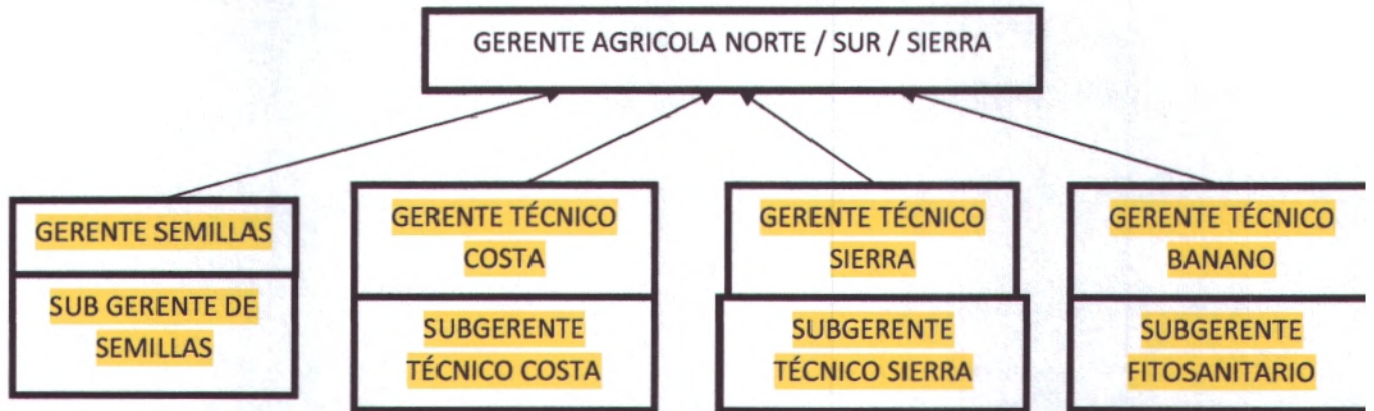 GERENTE AGRICOLA NORTE / SUR / SIERRA
GERENTE SEMILLAS
SUB GERENTE DE
SEMILLAS
GERENTE TÉCNICO
COSTA
SUBGERENTE
TÉCNICO COSTA
GERENTE TÉCNICO
SIERRA
SUBGERENTE
TÉCNICO SIERRA
GERENTE TÉCNICO
BANANO
SUBGERENTE
FITOSANITARIO